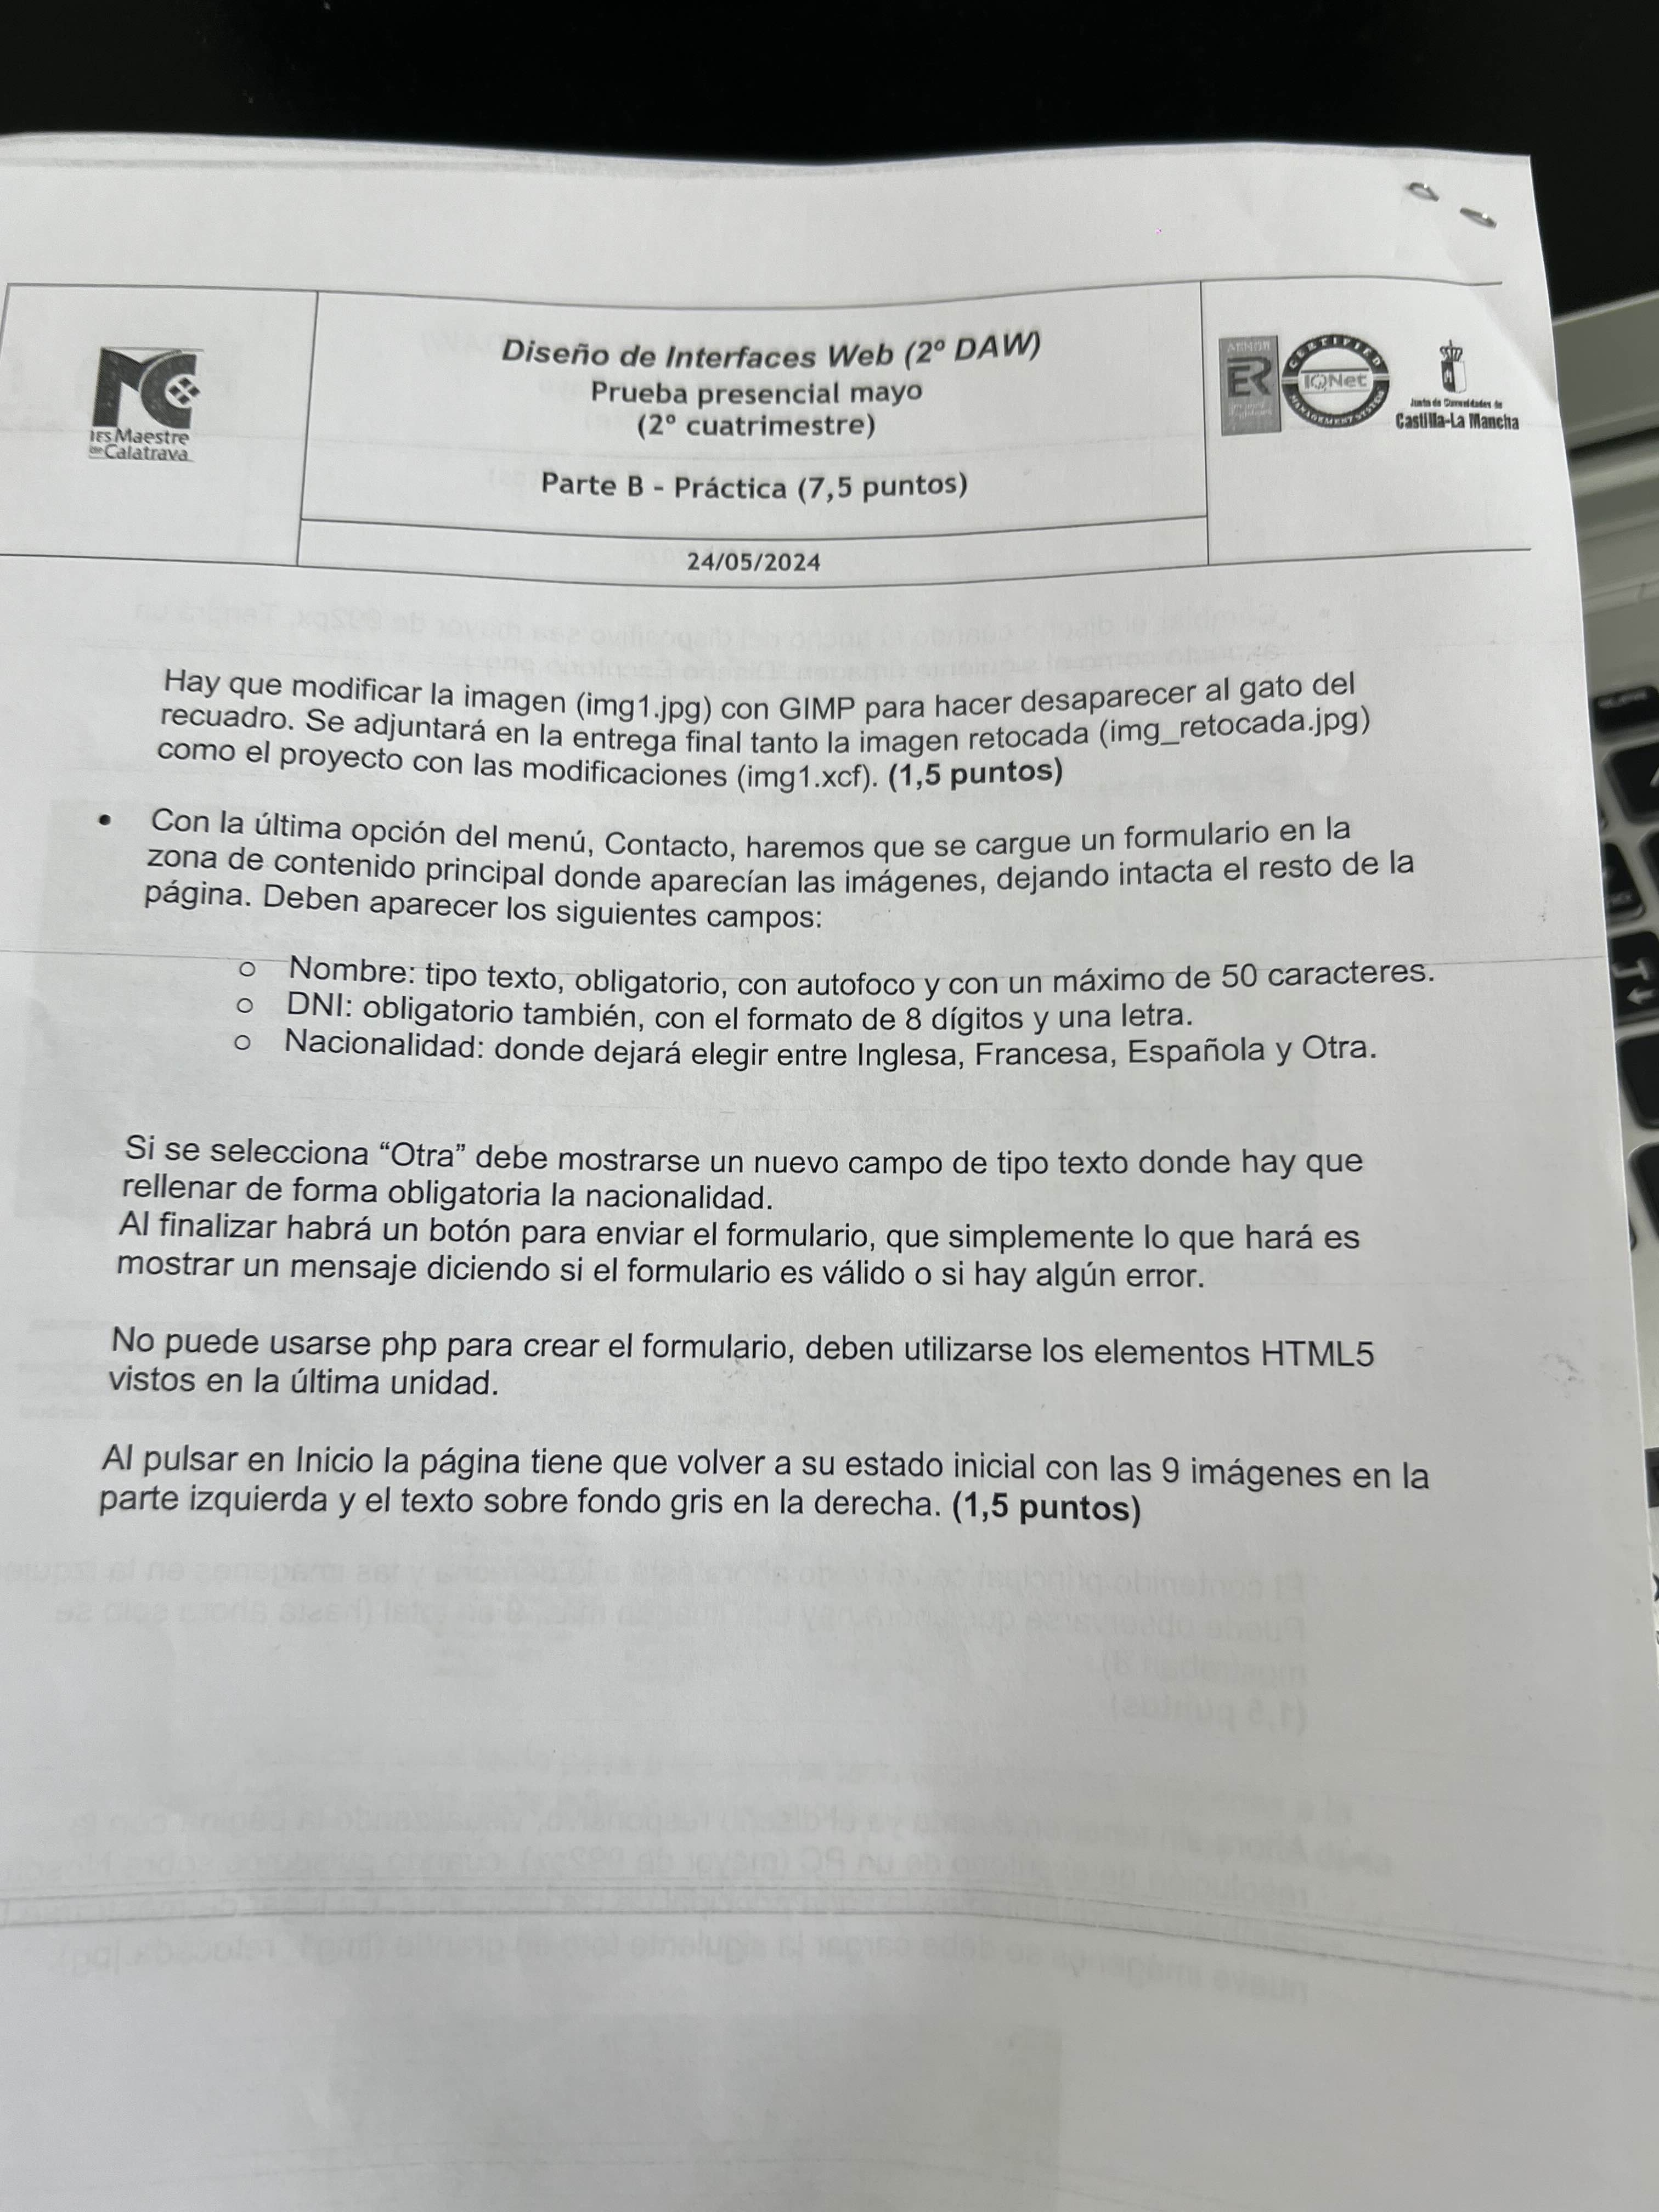 IES Maestre
de Calatrava
Diseño de Interfaces Web (2º DAW)
Prueba presencial mayo
(2º cuatrimestre)
Parte B - Práctica (7,5 puntos)
24/05/2024
ER
CERTIFIED
IQNet
MANAGEMENT SYSTEM
Junta de Comunidades de
Castilla-La Mancha
Hay que modificar la imagen (img1.jpg) con GIMP para hacer desaparecer al gato del
recuadro. Se adjuntará en la entrega final tanto la imagen retocada (img_retocada.jpg)
como el proyecto con las modificaciones (img1.xcf). (1,5 puntos)
• Con la última opción del menú, Contacto, haremos que se cargue un formulario en la
zona de contenido principal donde aparecían las imágenes, dejando intacta el resto de la
página. Deben aparecer los siguientes campos:
o Nombre: tipo texto, obligatorio, con autofoco y con un máximo de 50 caracteres.
o DNI: obligatorio también, con el formato de 8 dígitos y una letra.
o Nacionalidad: donde dejará elegir entre Inglesa, Francesa, Española y Otra.
Si se selecciona “Otra” debe mostrarse un nuevo campo de tipo texto donde hay que
rellenar de forma obligatoria la nacionalidad.
Al finalizar habrá un botón para enviar el formulario, que simplemente lo que hará es
mostrar un mensaje diciendo si el formulario es válido o si hay algún error.
No puede usarse php para crear el formulario, deben utilizarse los elementos HTML5
vistos en la última unidad.
Al pulsar en Inicio la página tiene que volver a su estado inicial con las 9 imágenes en la
parte izquierda y el texto sobre fondo gris en la derecha. (1,5 puntos)